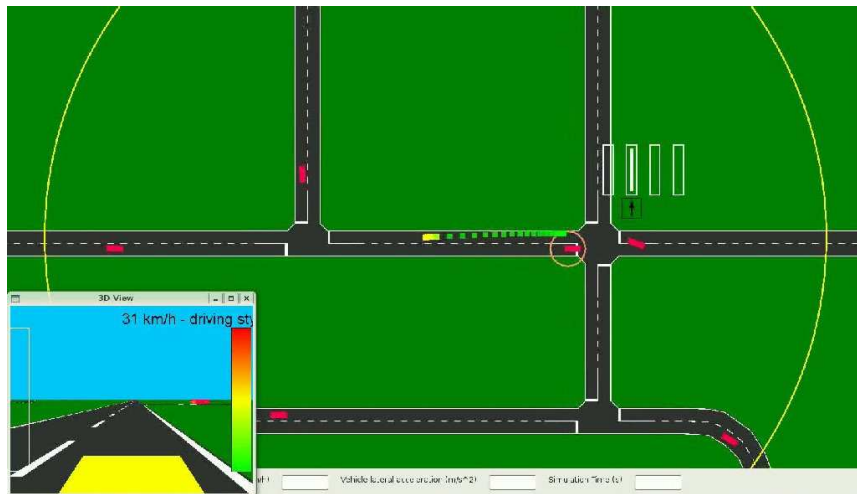 3D View
31 km/h - driving sty
Vehicle lateral acceleration (m/s^2)
Simulation Time (s)